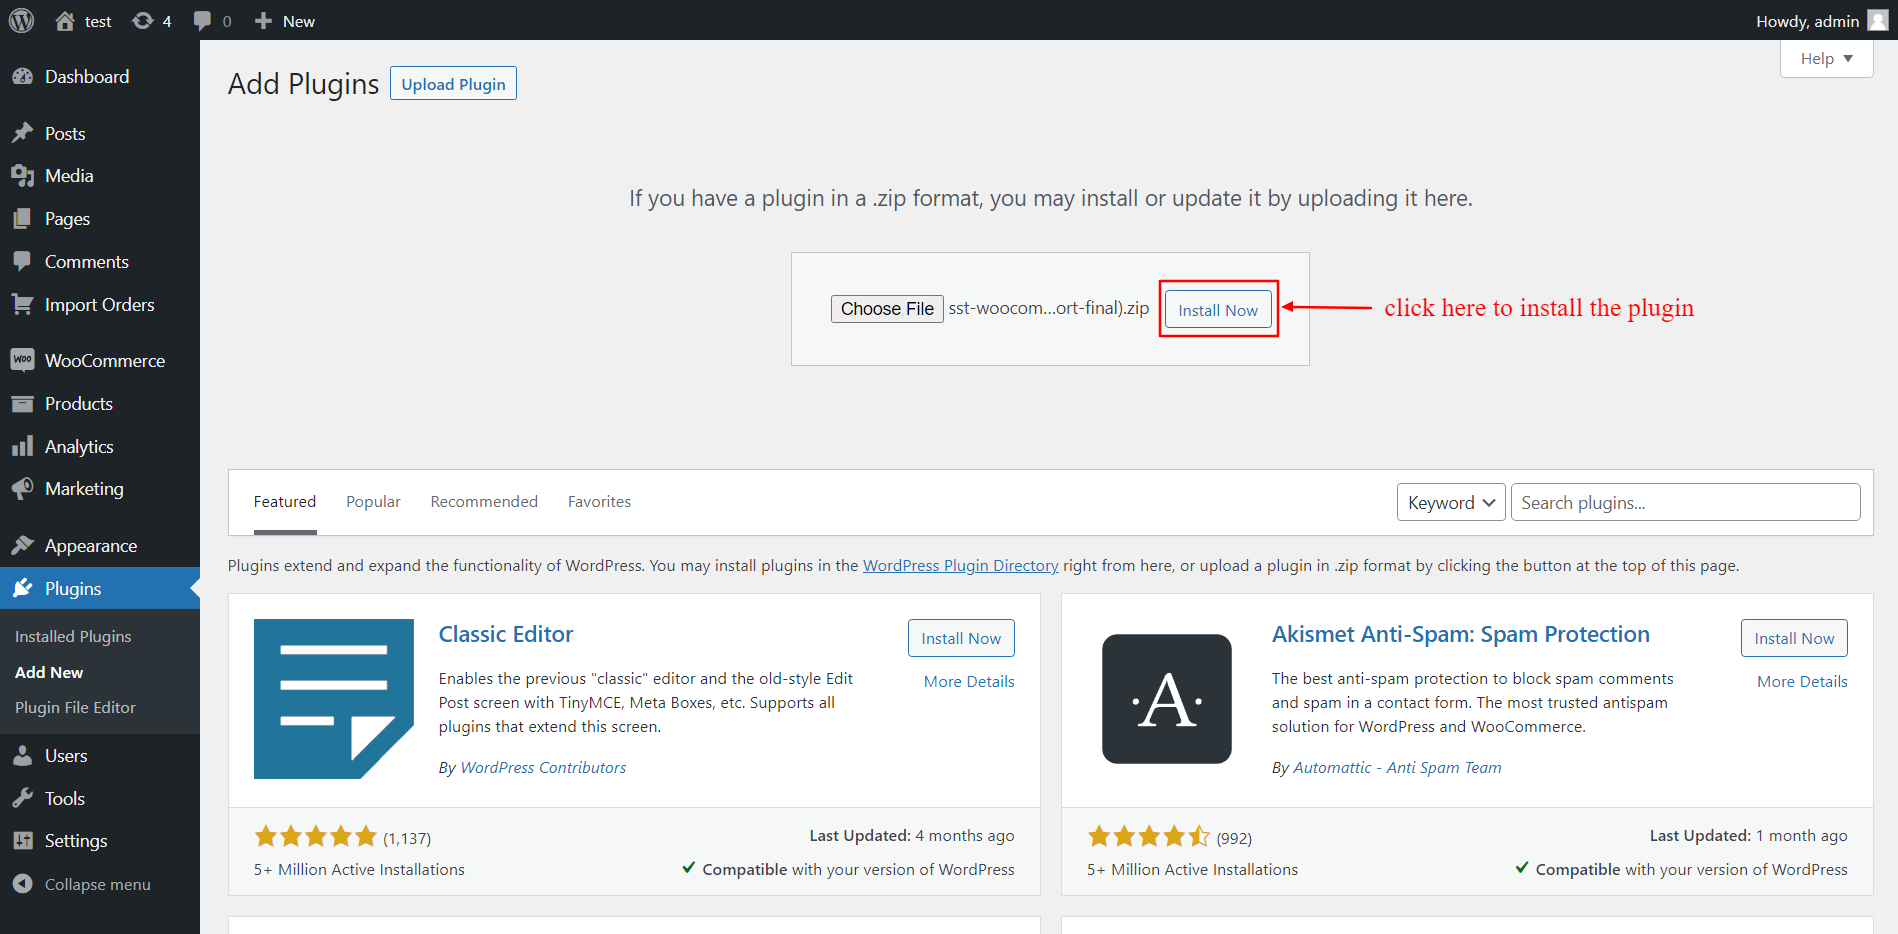 test
4
0
New
Howdy, admin
Dashboard
Posts
Media
Pages
Comments
Import Orders
WooCommerce
Products
Analytics
Marketing
Appearance
Plugins
Installed Plugins
Add New
Plugin File Editor
Users
Tools
Settings
Collapse menu
Help
Add Plugins
Upload Plugin
If you have a plugin in a .zip format, you may install or update it by uploading it here.
Choose File sst-woocom...ort-final).zip Install Now click here to install the plugin
Featured Popular Recommended Favorites Keyword Search plugins...
Plugins extend and expand the functionality of WordPress. You may install plugins in the WordPress Plugin Directory right from here, or upload a plugin in .zip format by clicking the button at the top of this page.
Classic Editor
Install Now
More Details
Enables the previous "classic" editor and the old-style Edit
Post screen with TinyMCE, Meta Boxes, etc. Supports all
plugins that extend this screen.
By WordPress Contributors
(1,137)
Last Updated: 4 months ago
5+ Million Active Installations
Compatible with your version of WordPress
·A·
Akismet Anti-Spam: Spam Protection
Install Now
More Details
The best anti-spam protection to block spam comments
and spam in a contact form. The most trusted antispam
solution for WordPress and WooCommerce.
By Automattic - Anti Spam Team
(992)
Last Updated: 1 month ago
5+ Million Active Installations
Compatible with your version of WordPress